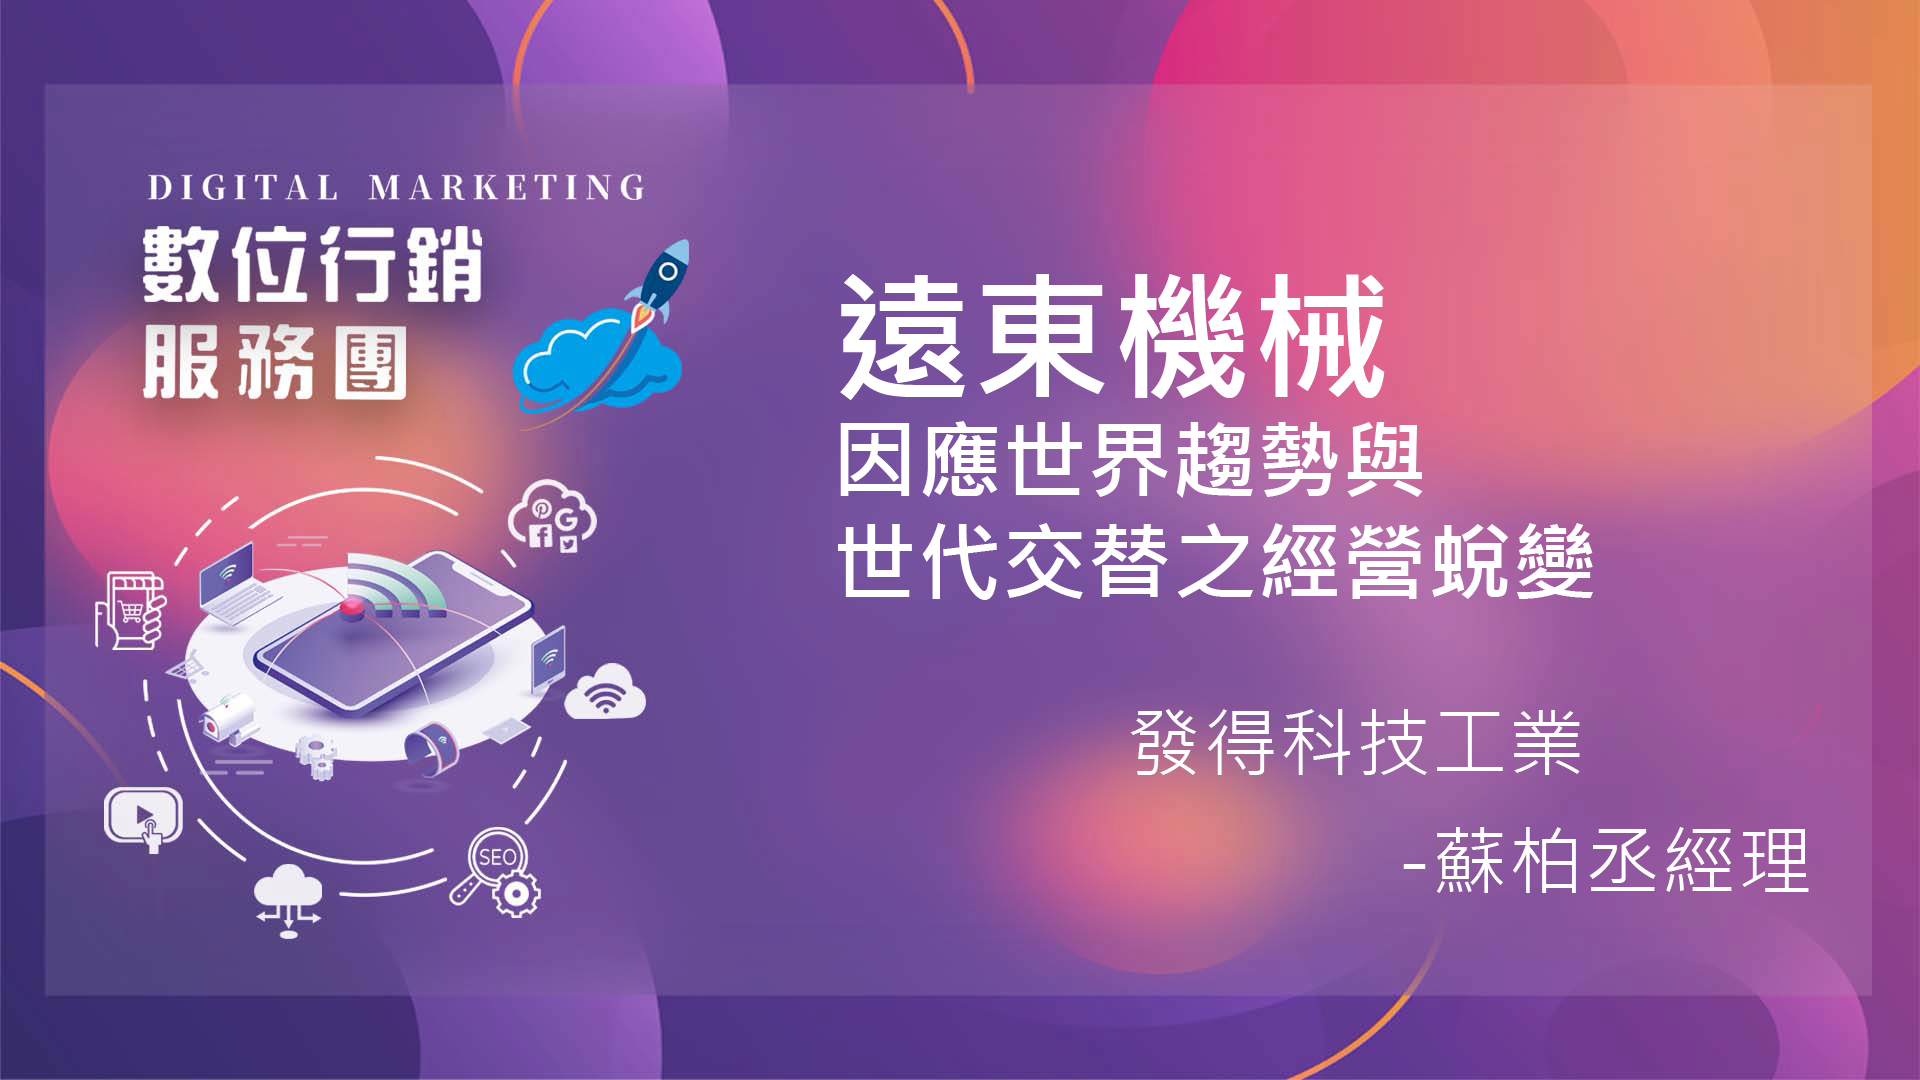 DIGITAL MARKETING
數位行銷
服務團
遠東機械
因應世界趨勢與
世代交替之經營蛻變
發得科技工業
-蘇柏丞經理
SEO